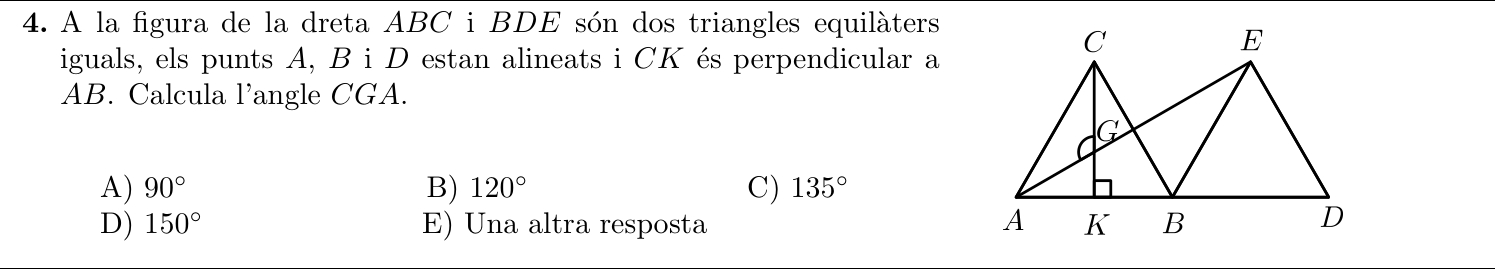 4. A la figura de la dreta ABC i BDE són dos triangles equilàters
iguals, els punts A, B i D estan alineats i CK és perpendicular a
AB. Calcula l'angle CGA.
A) 90° B) 120° C) 135°
D) 150° E) Una altra resposta
C E
G
A K B D